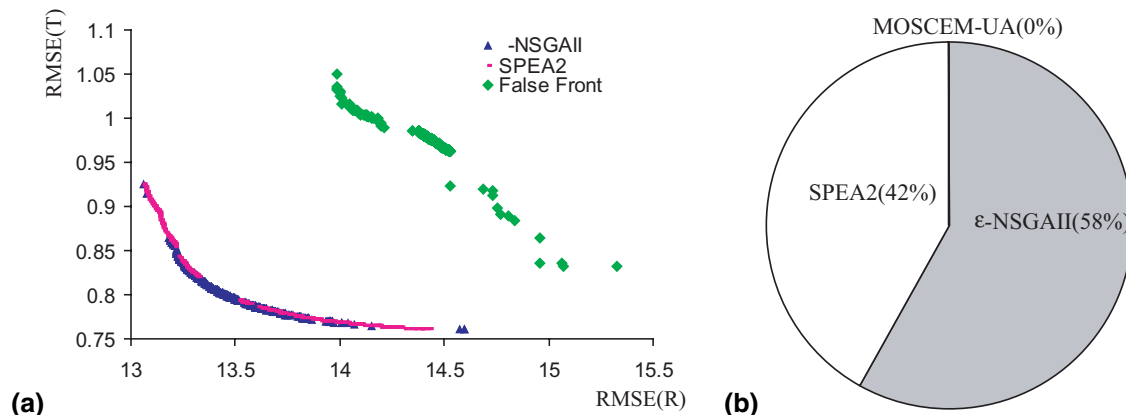 RMSE(T)
1.1
1.05
1
0.95
0.9
0.85
0.8
0.75
13
13.5
14
14.5
15
15.5
RMSE(R)
-NSGAII
SPEA2
False Front
(a)
MOSCEM-UA(0%)
SPEA2(42%)
ε-NSGAII(58%)
(b)